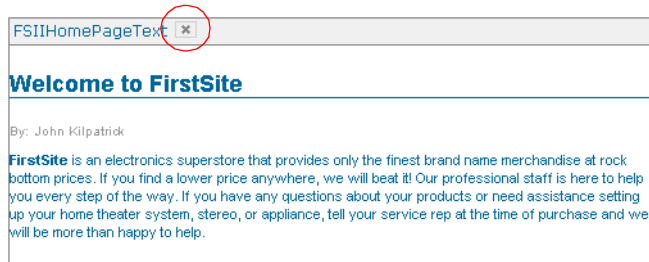 FSIIHomePageText
Welcome to FirstSite
By: John Kilpatrick
FirstSite is an electronics superstore that provides only the finest brand name merchandise at rock
bottom prices. If you find a lower price anywhere, we will beat it! Our professional staff is here to help
you every step of the way. If you have any questions about your products or need assistance setting
up your home theater system, stereo, or appliance, tell your service rep at the time of purchase and we
will be more than happy to help.